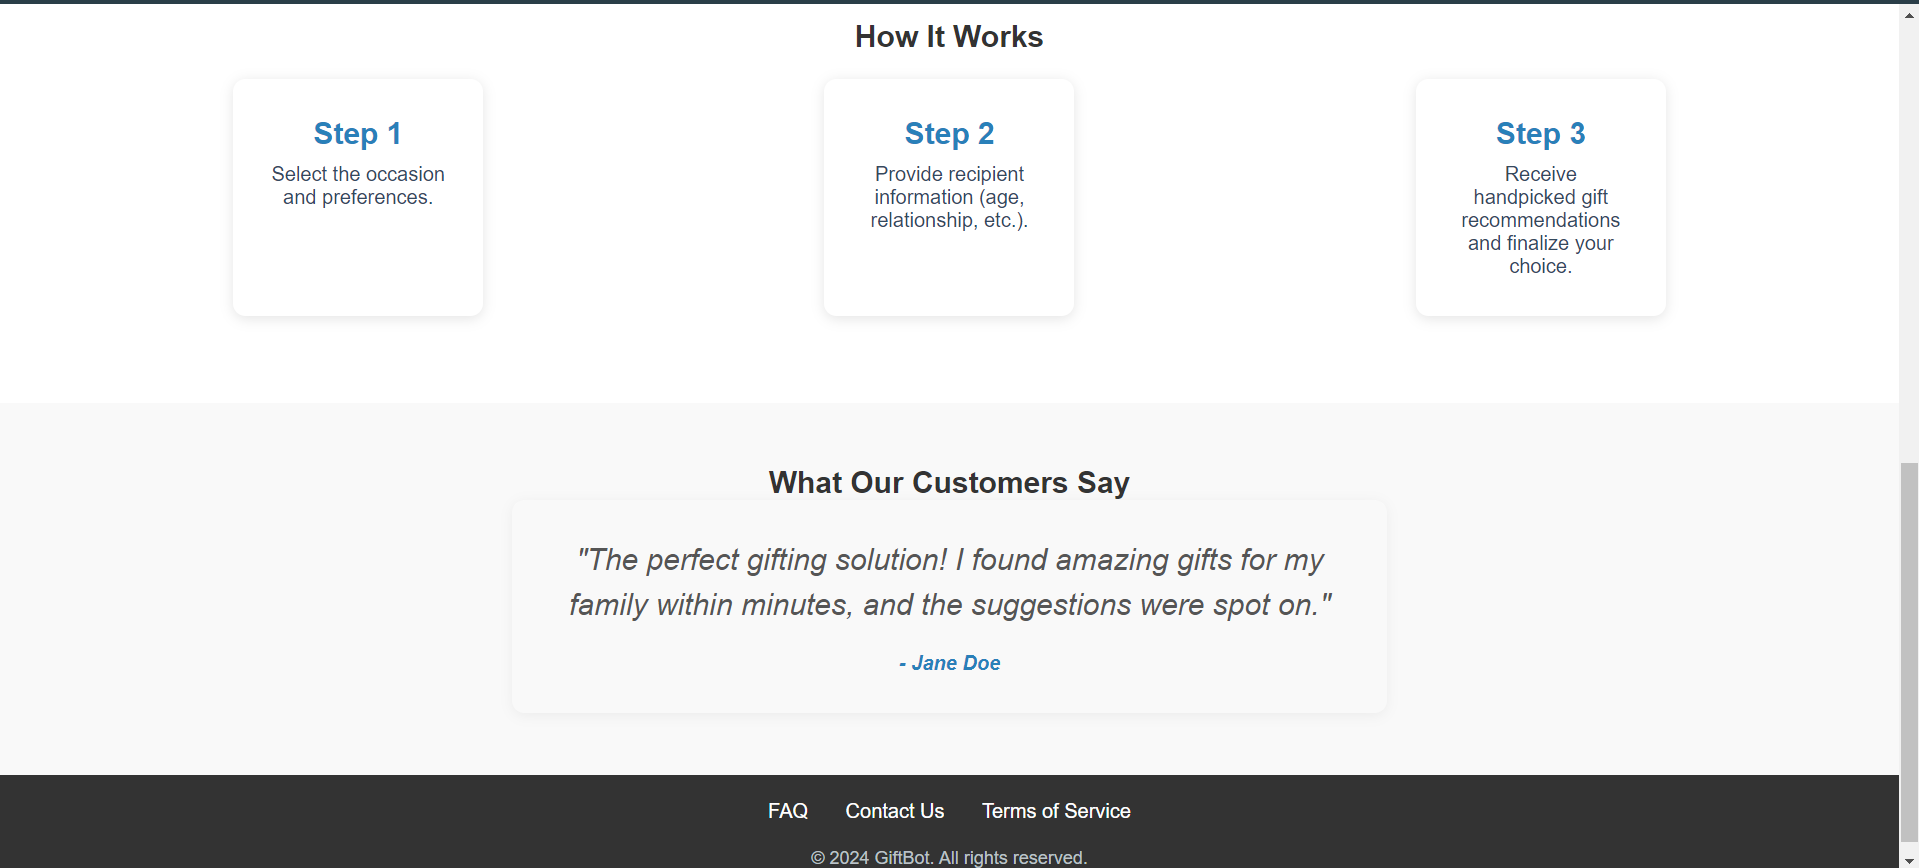 How It Works
Step 1
Select the occasion
and preferences.
Step 2
Provide recipient
information (age,
relationship, etc.).
Step 3
Receive
handpicked gift
recommendations
and finalize your
choice.
What Our Customers Say
"The perfect gifting solution! I found amazing gifts for my
family within minutes, and the suggestions were spot on."
- Jane Doe
FAQ Contact Us Terms of Service
© 2024 GiftBot. All rights reserved.